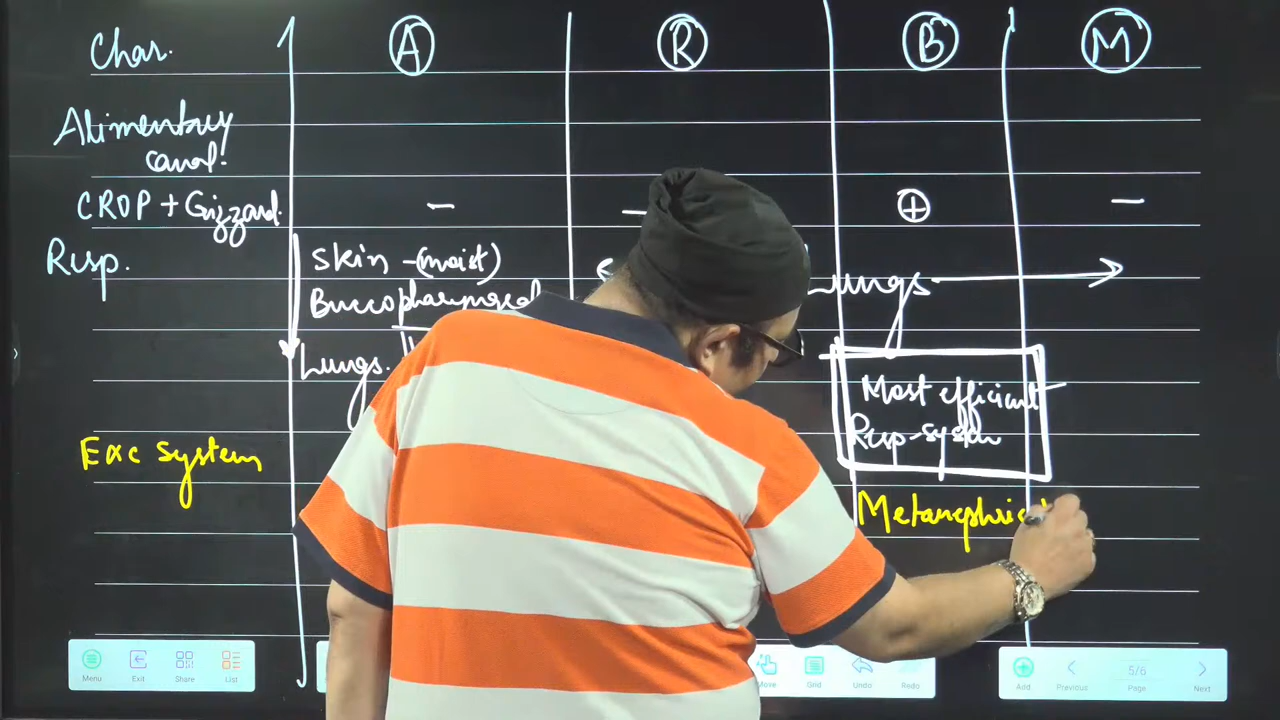 Char. A R B M
Alimentary
canal.
CROP + Gizzard. - - + -
Resp. Skin -(moist) Lungs
Buccopharyngeal
Lungs.
Most efficient
Resp-system
Exc System
Metanephric
Menu Exit Share List Move Grid Undo Redo Add Previous 5/6 Page Next